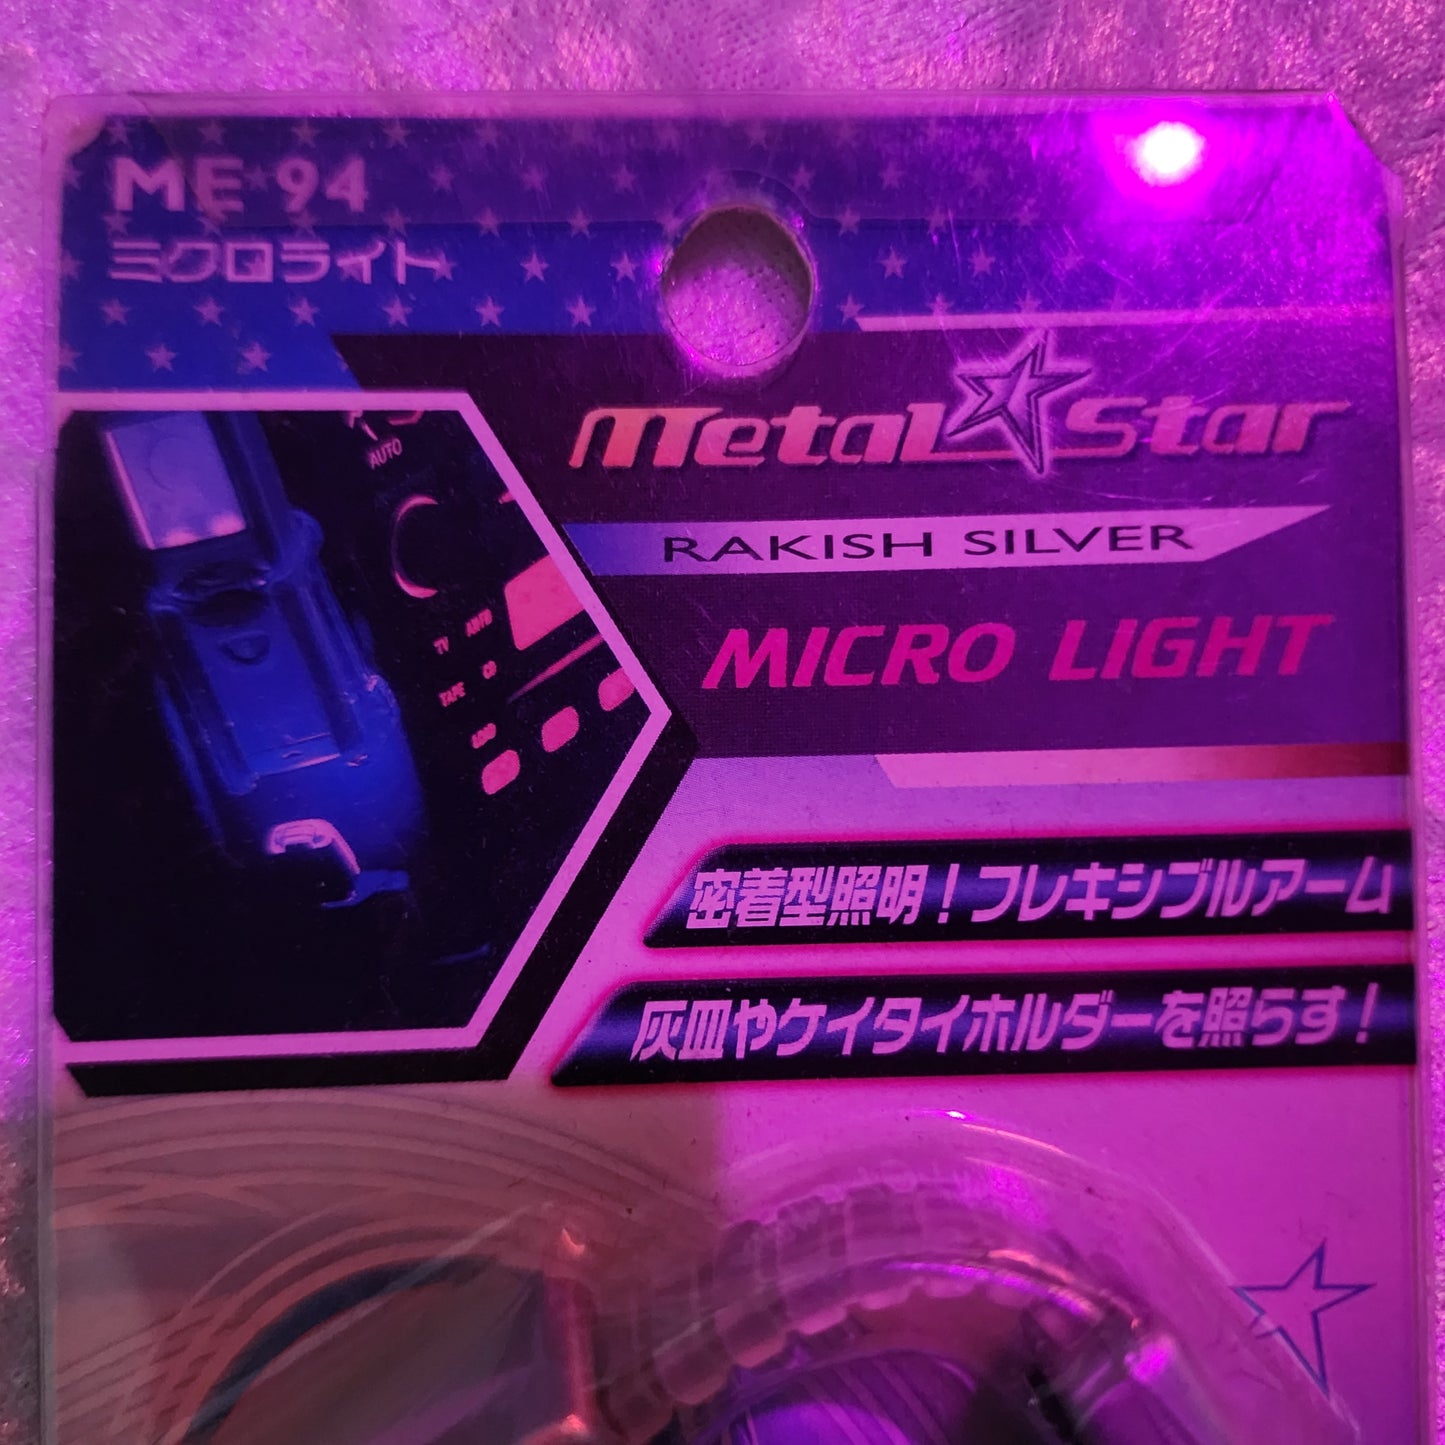 ME 94
ミクロライト
Metal Star
RAKISH SILVER
MICRO LIGHT
AUTO
TV AUTO
TAPE CD
LOAD
密着型照明!フレキシブルアーム
灰皿やケイタイホルダーを照らす!